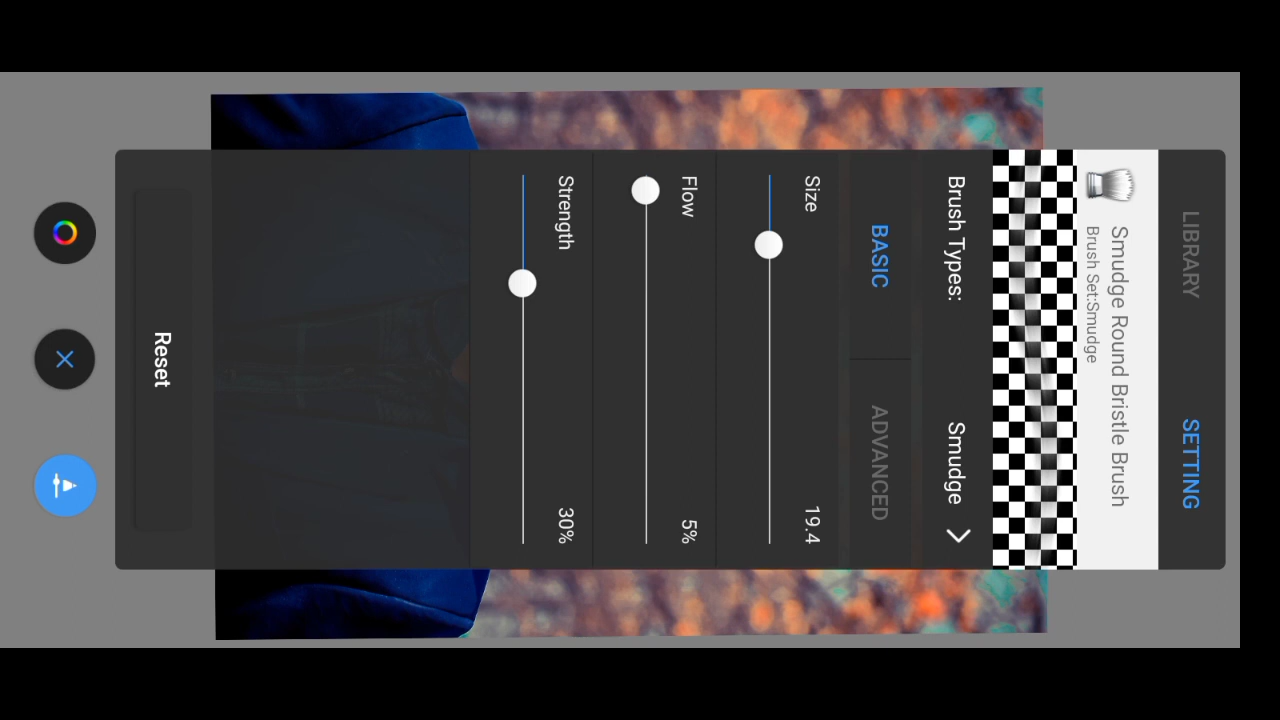 LIBRARY SETTING
Smudge Round Bristle Brush
Brush Set:Smudge
Brush Types: Smudge
BASIC ADVANCED
Size 19.4
Flow 5%
Strength 30%
Reset